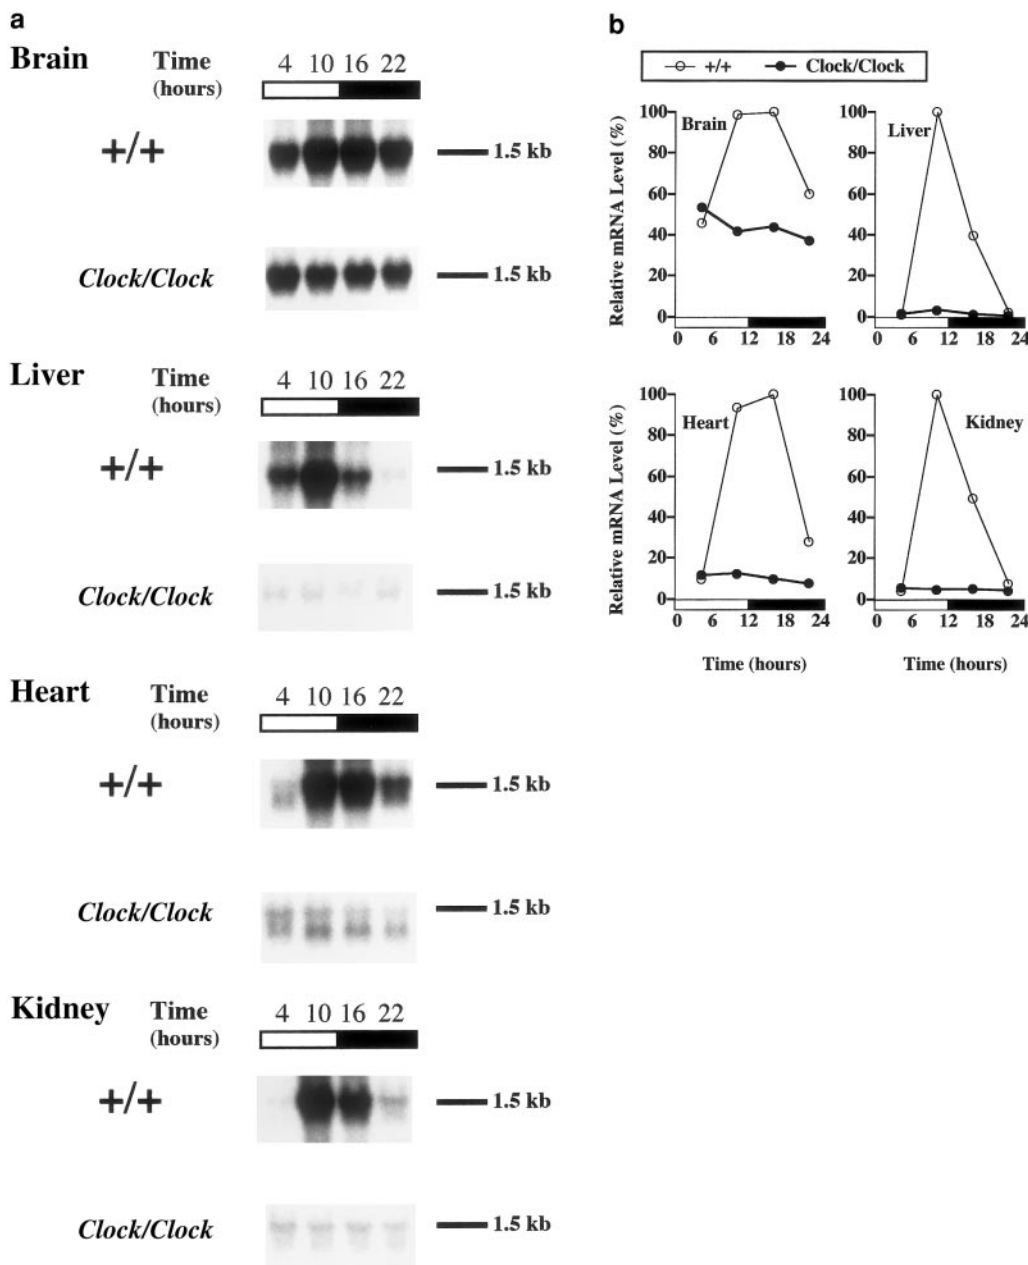 a
Brain
Time
(hours)
4 10 16 22
+/+
1.5 kb
Clock/Clock
1.5 kb
Liver
Time
(hours)
4 10 16 22
+/+
1.5 kb
Clock/Clock
1.5 kb
Heart
Time
(hours)
4 10 16 22
+/+
1.5 kb
Clock/Clock
1.5 kb
Kidney
Time
(hours)
4 10 16 22
+/+
1.5 kb
Clock/Clock
1.5 kb
b
+/+ Clock/Clock
Relative mRNA Level (%)
100
80
60
40
20
0
Brain
0 6 12 18 24
100
80
60
40
20
0
Liver
0 6 12 18 24
Relative mRNA Level (%)
100
80
60
40
20
0
Heart
0 6 12 18 24
Time (hours)
100
80
60
40
20
0
Kidney
0 6 12 18 24
Time (hours)